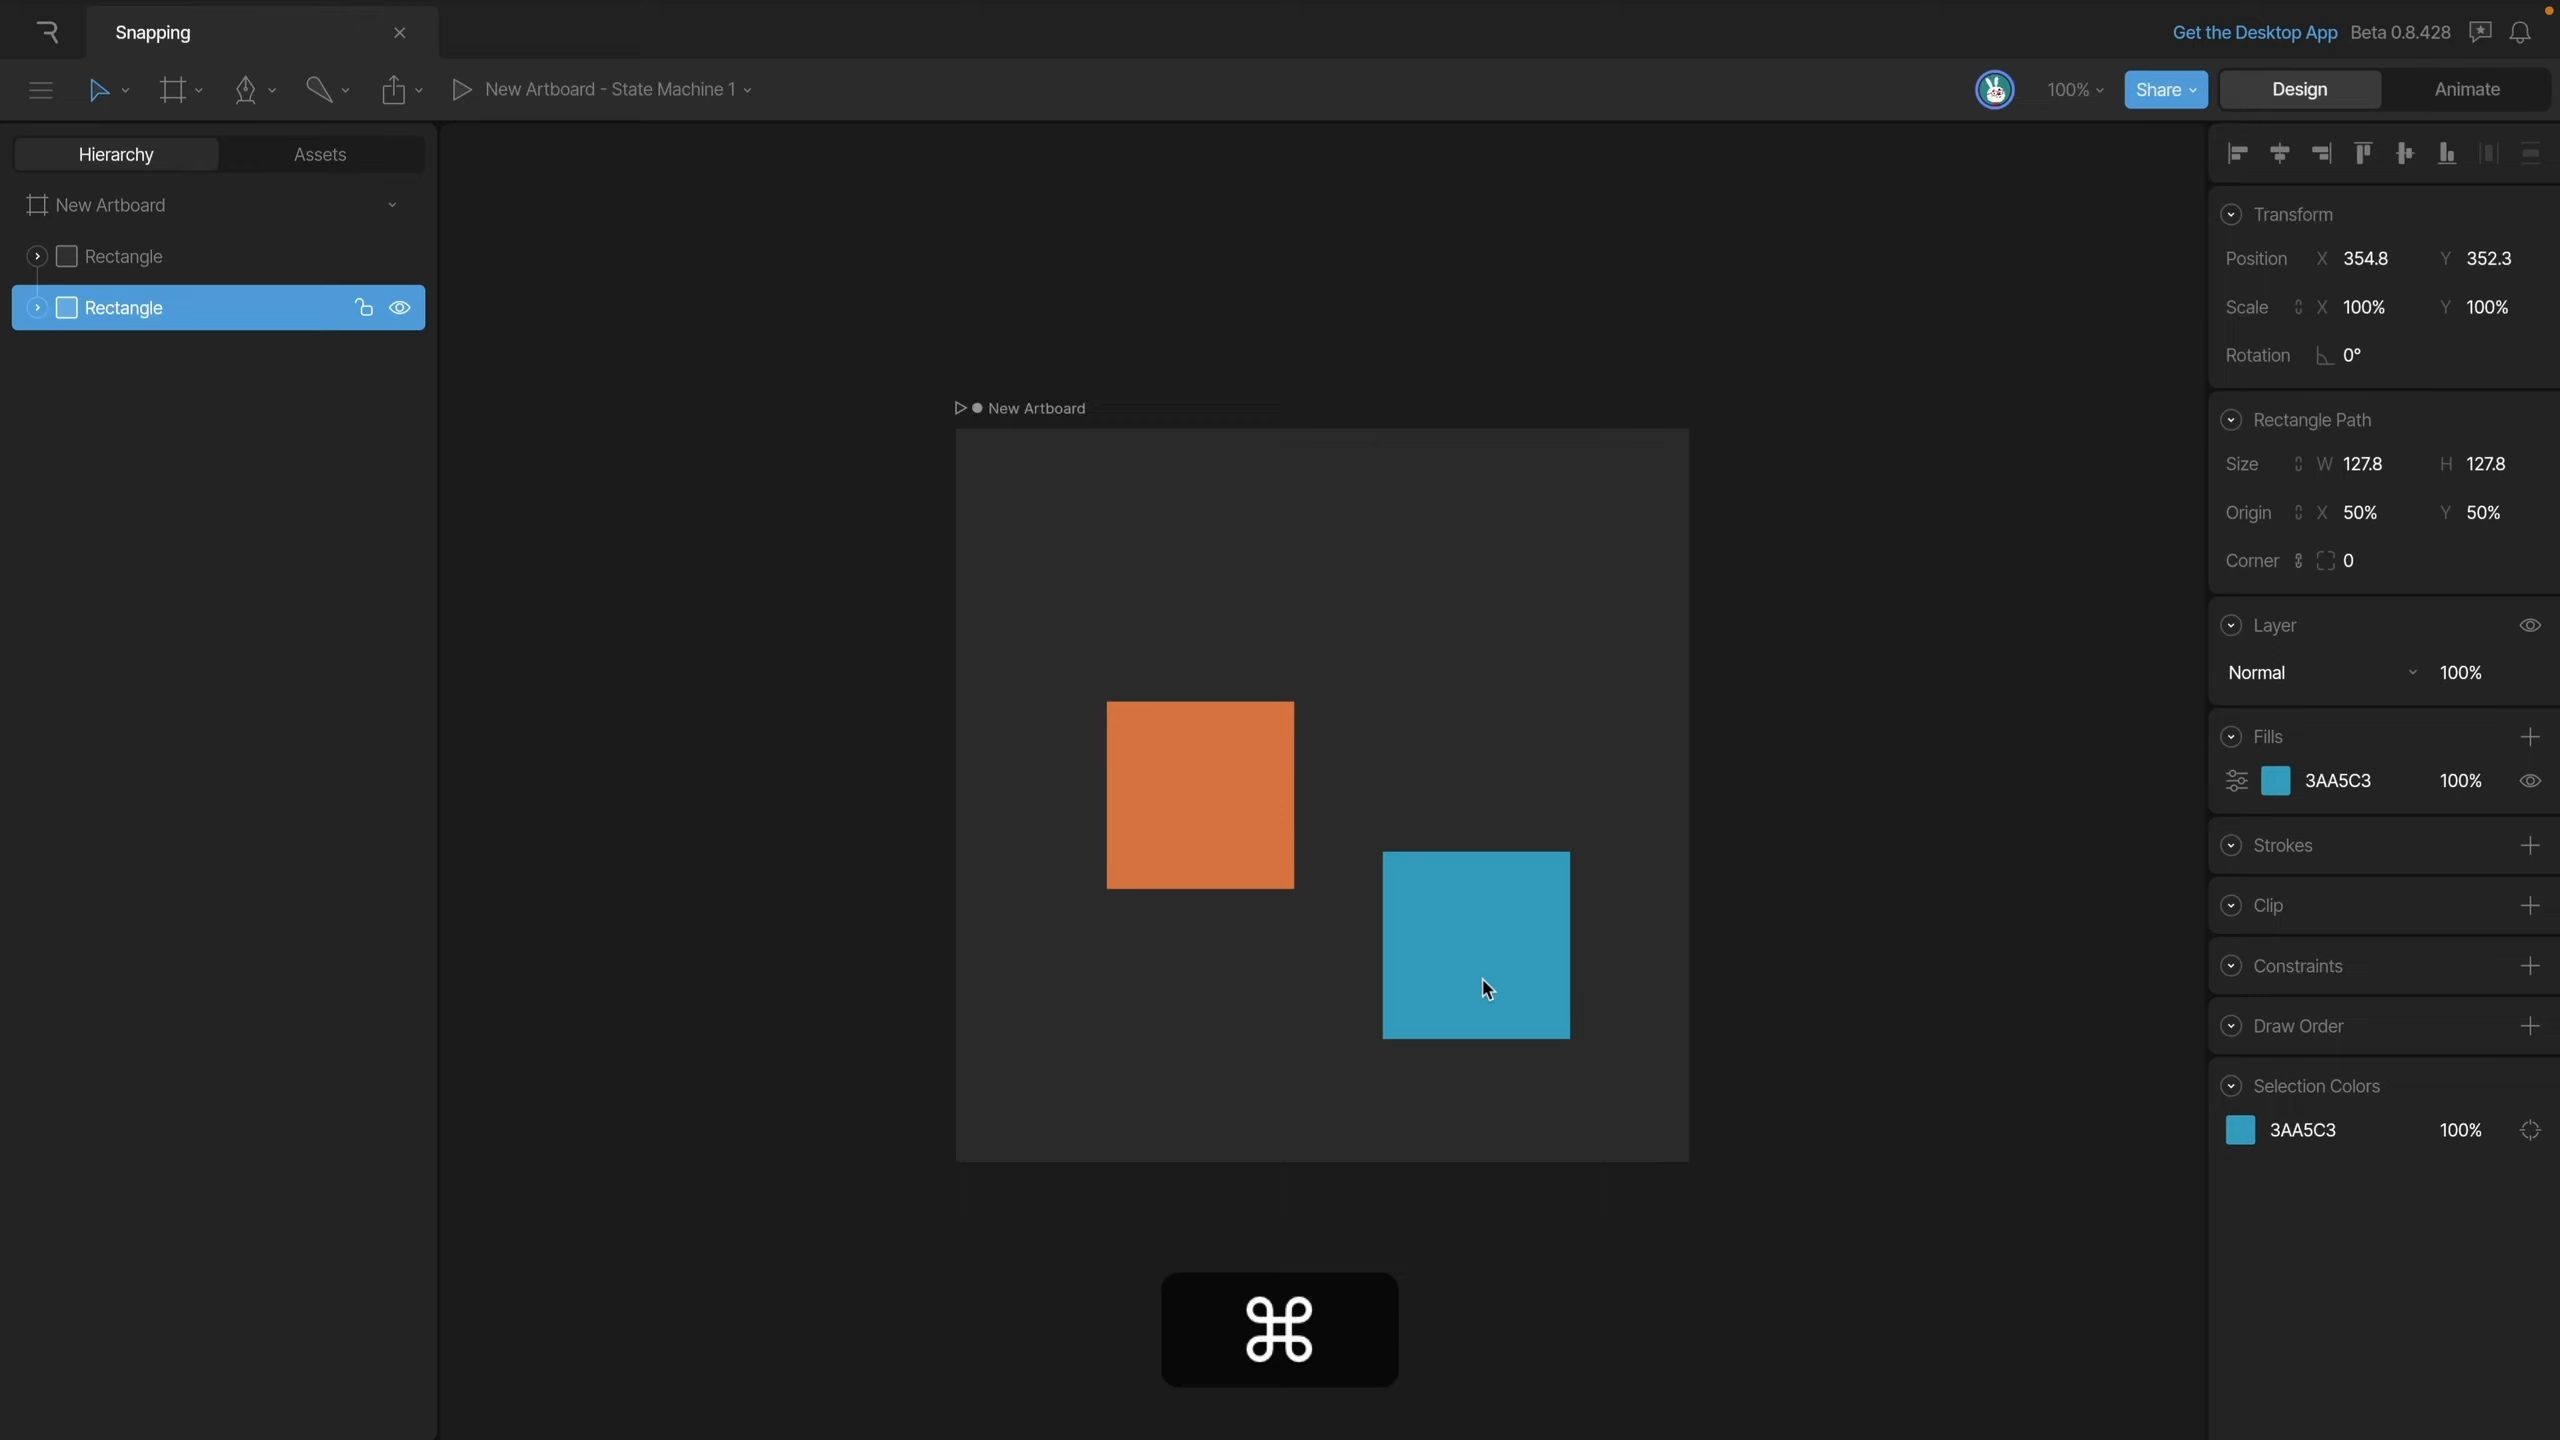 Snapping
Get the Desktop App Beta 0.8.428
New Artboard - State Machine 1
100% Share Design Animate
Hierarchy Assets
New Artboard
Rectangle
Rectangle
New Artboard
Transform
Position X 354.8 Y 352.3
Scale X 100% Y 100%
Rotation 0°
Rectangle Path
Size W 127.8 H 127.8
Origin X 50% Y 50%
Corner 0
Layer
Normal 100%
Fills
3AA5C3 100%
Strokes
Clip
Constraints
Draw Order
Selection Colors
3AA5C3 100%
⌘